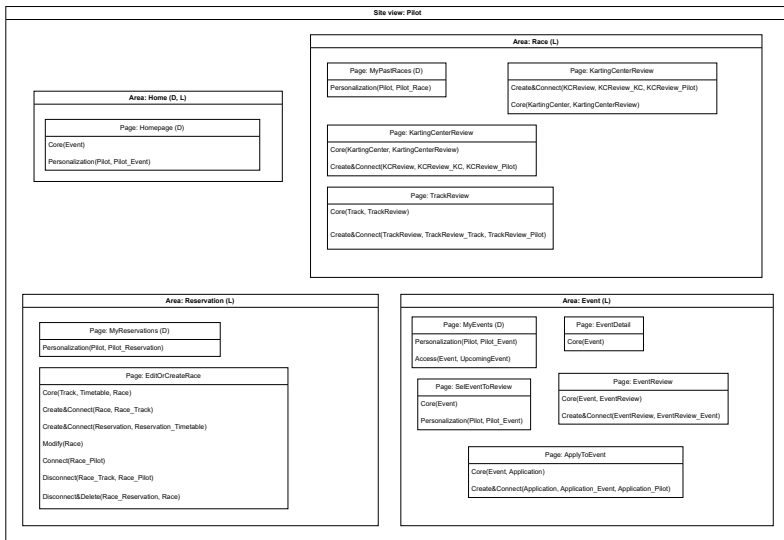 Site view: Pilot
Area: Home (D, L)
Page: Homepage (D)
Core(Event)
Personalization(Pilot, Pilot_Event)
Area: Race (L)
Page: MyPastRaces (D)
Personalization(Pilot, Pilot_Race)
Page: KartingCenterReview
Create&Connect(KCReview, KCReview_KC, KCReview_Pilot)
Core(KartingCenter, KartingCenterReview)
Page: KartingCenterReview
Core(KartingCenter, KartingCenterReview)
Create&Connect(KCReview, KCReview_KC, KCReview_Pilot)
Page: TrackReview
Core(Track, TrackReview)
Create&Connect(TrackReview, TrackReview_Track, TrackReview_Pilot)
Area: Reservation (L)
Page: MyReservations (D)
Personalization(Pilot, Pilot_Reservation)
Page: EditOrCreateRace
Core(Track, Timetable, Race)
Create&Connect(Race, Race_Track)
Create&Connect(Reservation, Reservation_Timetable)
Modify(Race)
Connect(Race_Pilot)
Disconnect(Race_Track, Race_Pilot)
Disconnect&Delete(Race_Reservation, Race)
Area: Event (L)
Page: MyEvents (D)
Personalization(Pilot, Pilot_Event)
Access(Event, UpcomingEvent)
Page: EventDetail
Core(Event)
Page: SelEventToReview
Core(Event)
Personalization(Pilot, Pilot_Event)
Page: EventReview
Core(Event, EventReview)
Create&Connect(EventReview, EventReview_Event)
Page: ApplyToEvent
Core(Event, Application)
Create&Connect(Application, Application_Event, Application_Pilot)